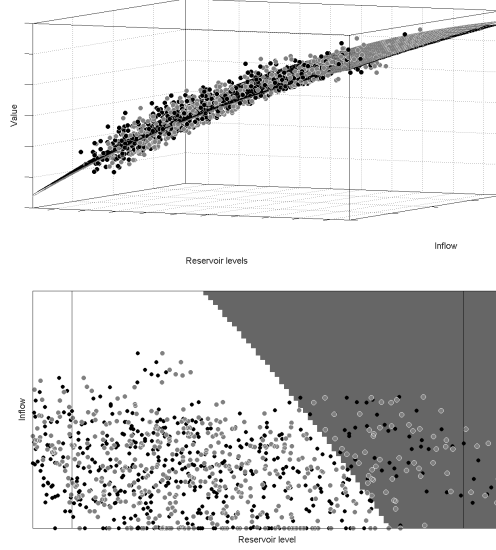 Value
Inflow
Reservoir levels
Inflow
Reservoir level